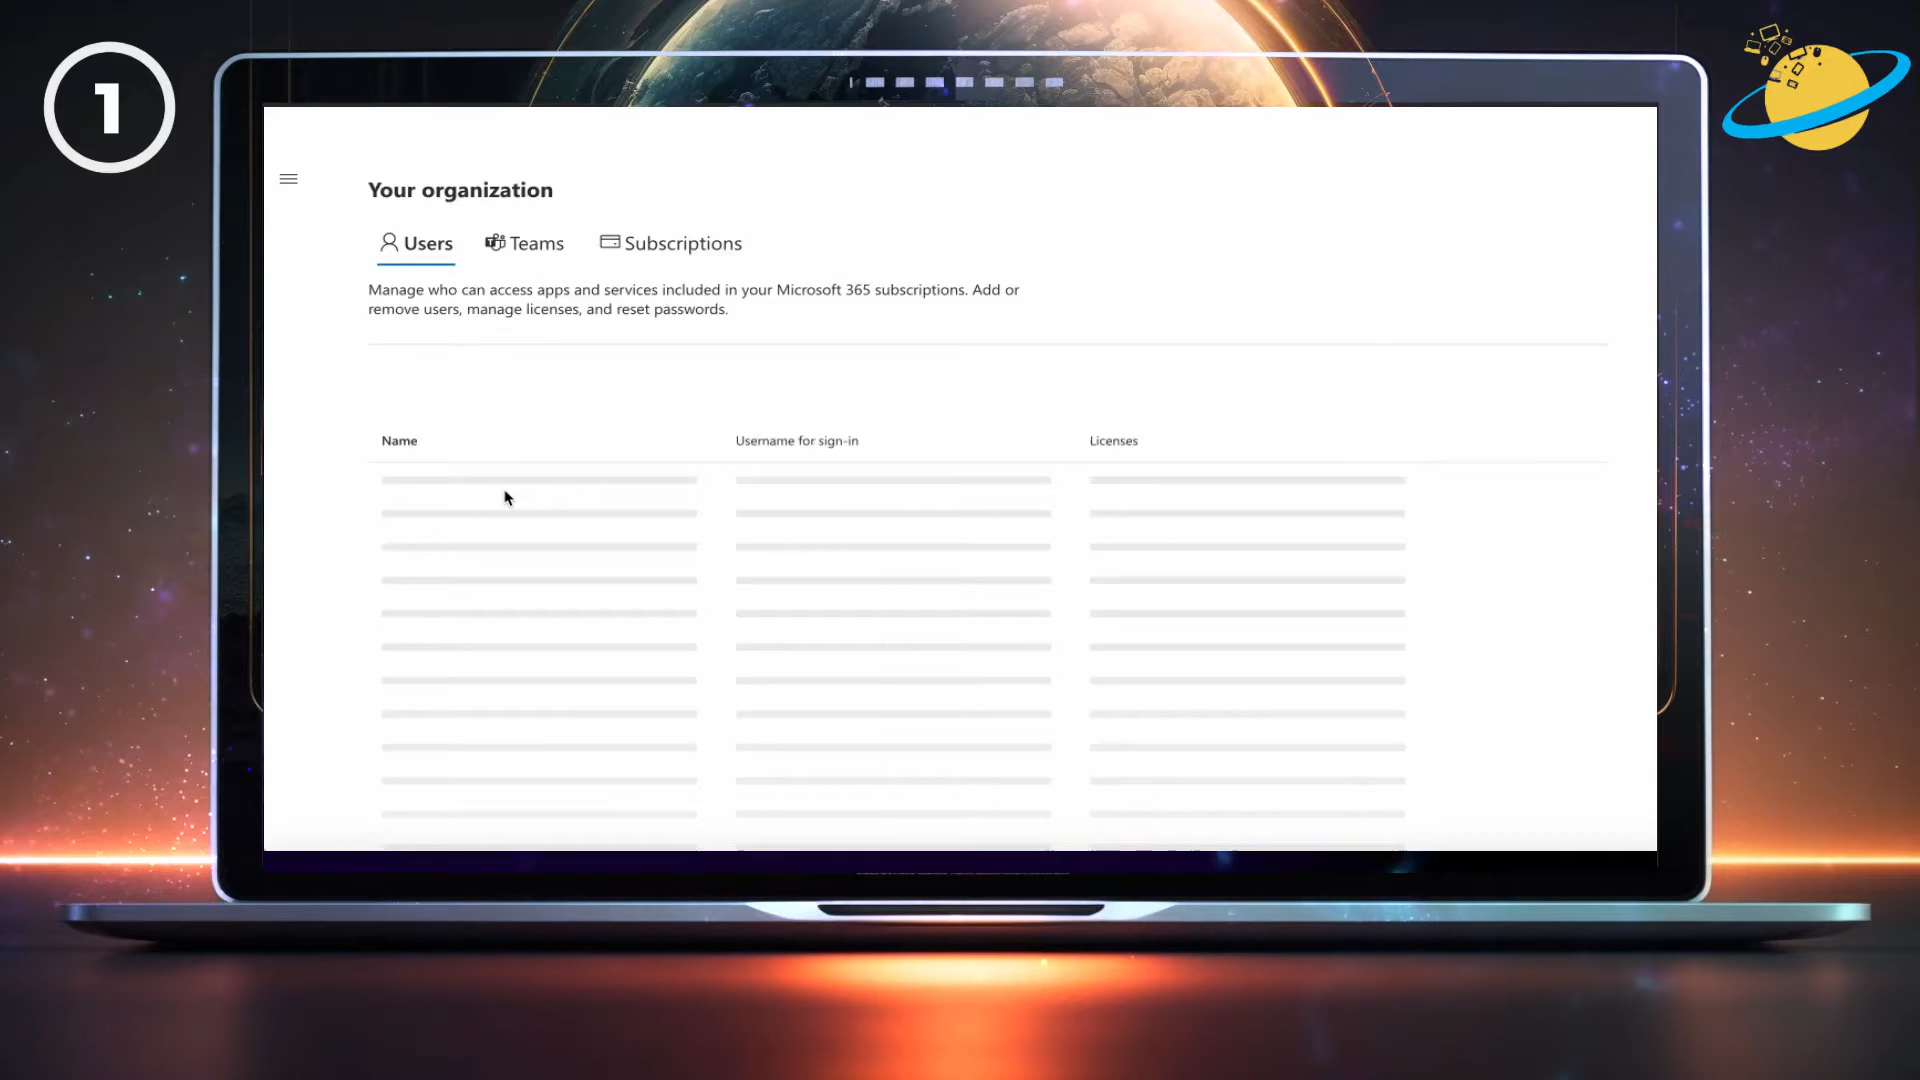 1
Your organization
Users
Teams
Subscriptions
Manage who can access apps and services included in your Microsoft 365 subscriptions. Add or
remove users, manage licenses, and reset passwords.
Name
Username for sign-in
Licenses